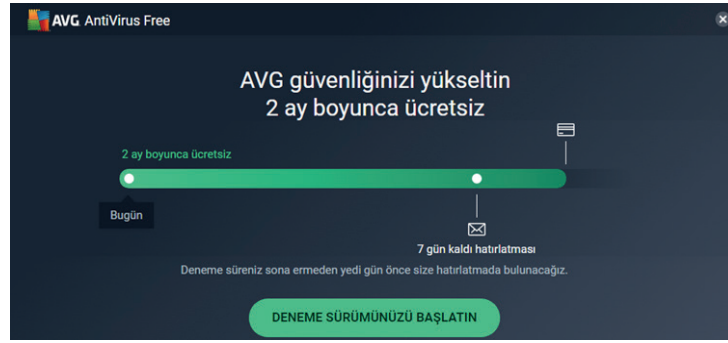 AVG AntiVirus Free
AVG güvenliğinizi yükseltin
2 ay boyunca ücretsiz
2 ay boyunca ücretsiz
Bugün
7 gün kaldı hatırlatması
Deneme süreniz sona ermeden yedi gün önce size hatırlatmada bulunacağız.
DENEME SÜRÜMÜNÜZÜ BAŞLATIN